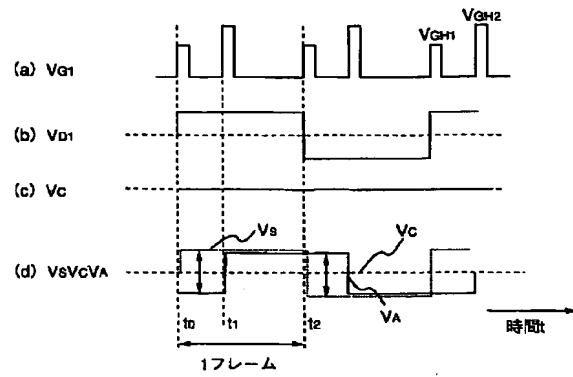 VGH1 VGH2
(a) VG1
(b) VD1
(c) VC
(d) VSVCVA
VS
VC
VA
t0 t1 t2
時間t
1フレーム